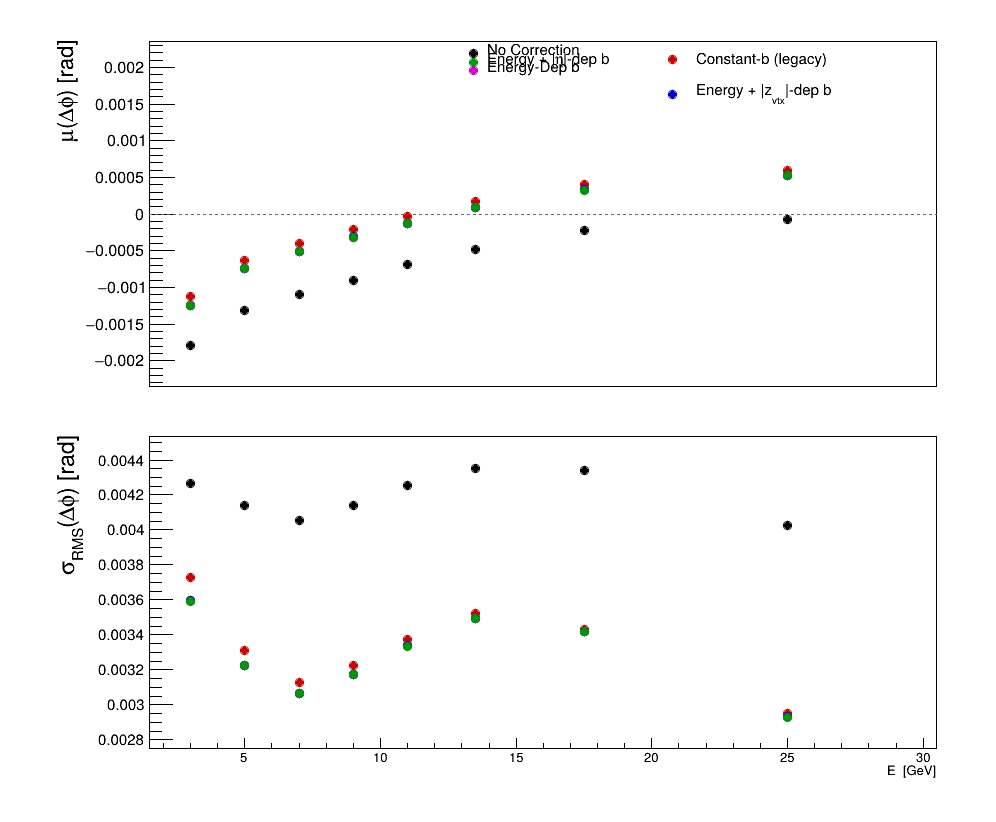 μ(Δϕ) [rad]
0.002
0.0015
0.001
0.0005
0
−0.0005
−0.001
−0.0015
−0.002
No Correction
Energy + |η|-dep b
Energy-Dep b
Constant-b (legacy)
Energy + |z_vtx|-dep b
σ_RMS(Δϕ) [rad]
0.0044
0.0042
0.004
0.0038
0.0036
0.0034
0.0032
0.003
0.0028
5 10 15 20 25 30
E [GeV]